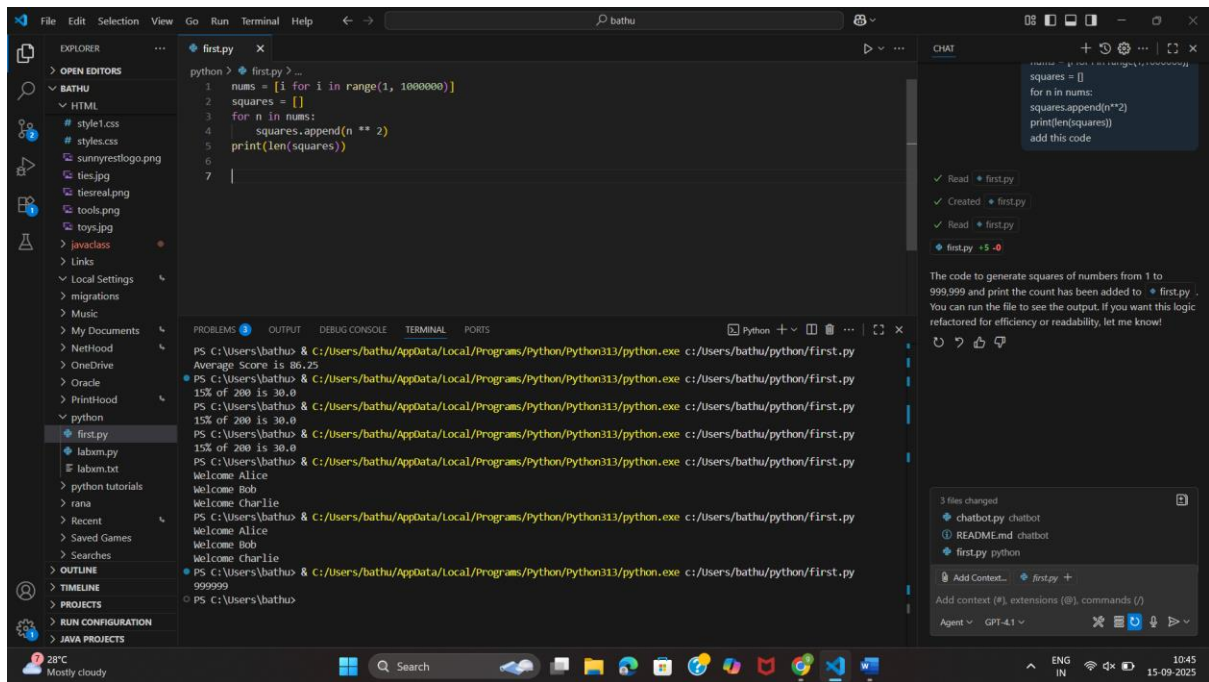 File Edit Selection View Go Run Terminal Help
bathu
EXPLORER
OPEN EDITORS
BATHU
HTML
# style1.css
# styles.css
sunnyrestlogo.png
ties.jpg
tiesreal.png
tools.png
toys.jpg
javaclass
Links
Local Settings
migrations
Music
My Documents
NetHood
OneDrive
Oracle
PrintHood
python
first.py
labxm.py
labxm.txt
python tutorials
rana
Recent
Saved Games
Searches
OUTLINE
TIMELINE
PROJECTS
RUN CONFIGURATION
JAVA PROJECTS
2
1
1
first.py
python > first.py > ...
1 nums = [i for i in range(1, 1000000)]
2 squares = []
3 for n in nums:
4 squares.append(n ** 2)
5 print(len(squares))
6
7
PROBLEMS 3 OUTPUT DEBUG CONSOLE TERMINAL PORTS
Python
PS C:\Users\bathu> & C:/Users/bathu/AppData/Local/Programs/Python/Python313/python.exe c:/Users/bathu/python/first.py
Average Score is 86.25
PS C:\Users\bathu> & C:/Users/bathu/AppData/Local/Programs/Python/Python313/python.exe c:/Users/bathu/python/first.py
15% of 200 is 30.0
PS C:\Users\bathu> & C:/Users/bathu/AppData/Local/Programs/Python/Python313/python.exe c:/Users/bathu/python/first.py
15% of 200 is 30.0
PS C:\Users\bathu> & C:/Users/bathu/AppData/Local/Programs/Python/Python313/python.exe c:/Users/bathu/python/first.py
15% of 200 is 30.0
PS C:\Users\bathu> & C:/Users/bathu/AppData/Local/Programs/Python/Python313/python.exe c:/Users/bathu/python/first.py
Welcome Alice
Welcome Bob
Welcome Charlie
PS C:\Users\bathu> & C:/Users/bathu/AppData/Local/Programs/Python/Python313/python.exe c:/Users/bathu/python/first.py
Welcome Alice
Welcome Bob
Welcome Charlie
PS C:\Users\bathu> & C:/Users/bathu/AppData/Local/Programs/Python/Python313/python.exe c:/Users/bathu/python/first.py
999999
PS C:\Users\bathu>
CHAT
squares = []
for n in nums:
squares.append(n**2)
print(len(squares))
add this code
Read first.py
Created first.py
Read first.py
first.py +5 -0
The code to generate squares of numbers from 1 to
999,999 and print the count has been added to first.py .
You can run the file to see the output. If you want this logic
refactored for efficiency or readability, let me know!
3 files changed
chatbot.py chatbot
README.md chatbot
first.py python
Add Context... first.py +
Add context (#), extensions (@), commands (/)
Agent GPT-4.1
7
28°C
Mostly cloudy
Search
ENG
IN
10:45
15-09-2025